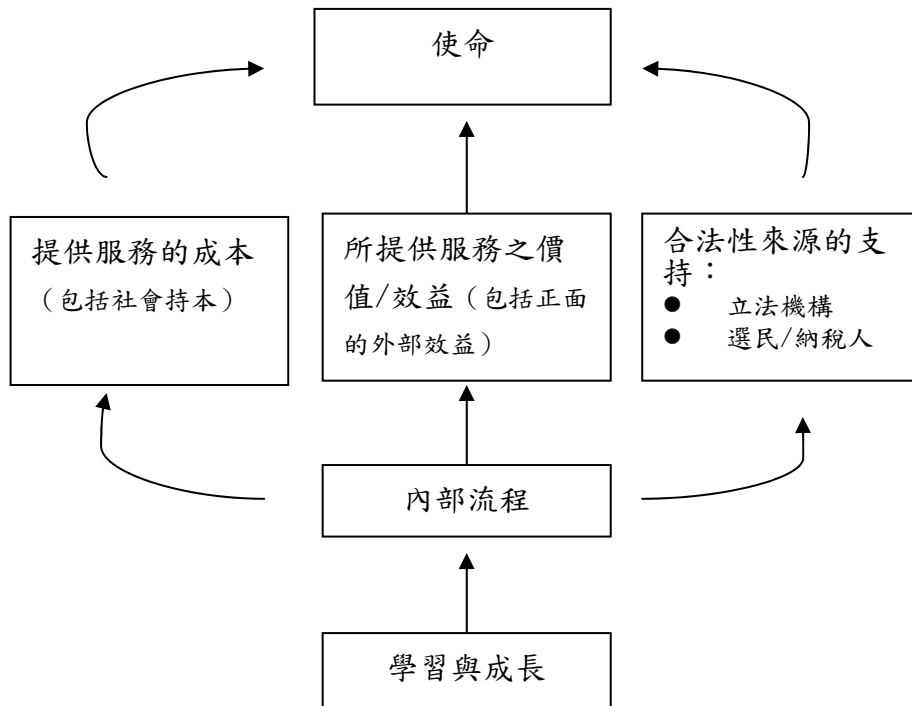 使命
提供服務的成本
（包括社會持本）
所提供服務之價
值/效益（包括正面
的外部效益）
合法性來源的支
持：
● 立法機構
● 選民/納稅人
內部流程
學習與成長